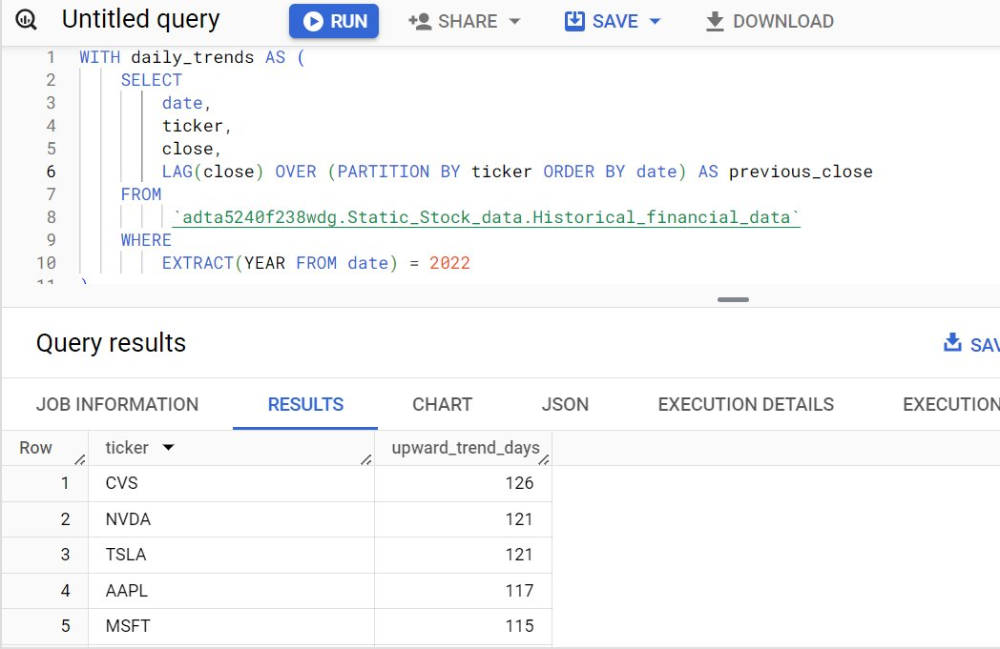 Untitled query RUN SHARE SAVE DOWNLOAD
1 WITH daily_trends AS (
2 SELECT
3 date,
4 ticker,
5 close,
6 LAG(close) OVER (PARTITION BY ticker ORDER BY date) AS previous_close
7 FROM
8 `adta5240f238wdg.Static_Stock_data.Historical_financial_data`
9 WHERE
10 EXTRACT(YEAR FROM date) = 2022
11 )
Query results SAV
JOB INFORMATION RESULTS CHART JSON EXECUTION DETAILS EXECUTION
Row ticker upward_trend_days
1 CVS 126
2 NVDA 121
3 TSLA 121
4 AAPL 117
5 MSFT 115